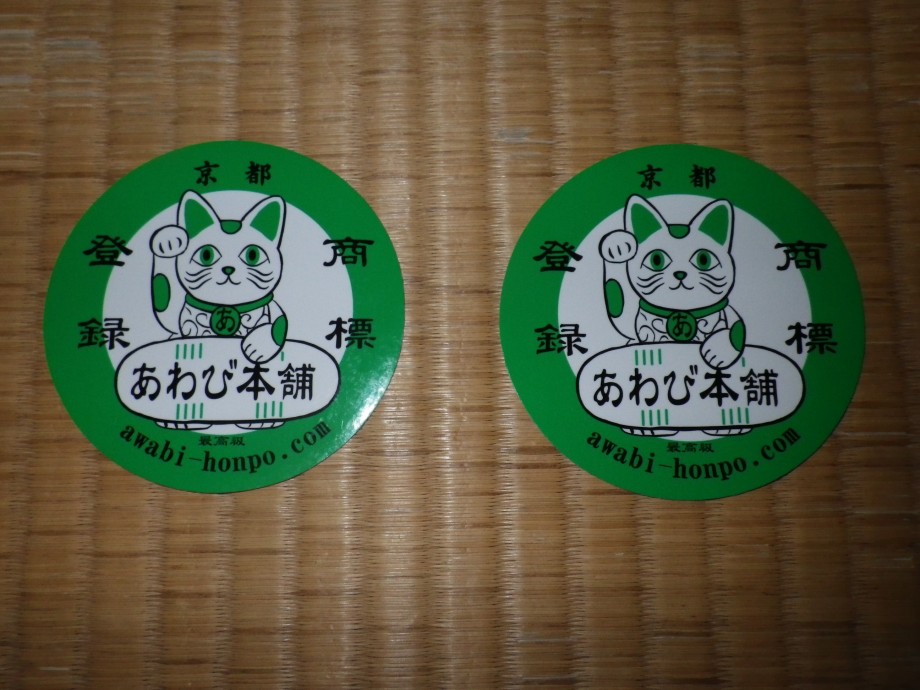 京都
登録
商標
あ
あわび本舗
最高級
awabi-honpo.com
京都
登録
商標
あ
あわび本舗
最高級
awabi-honpo.com